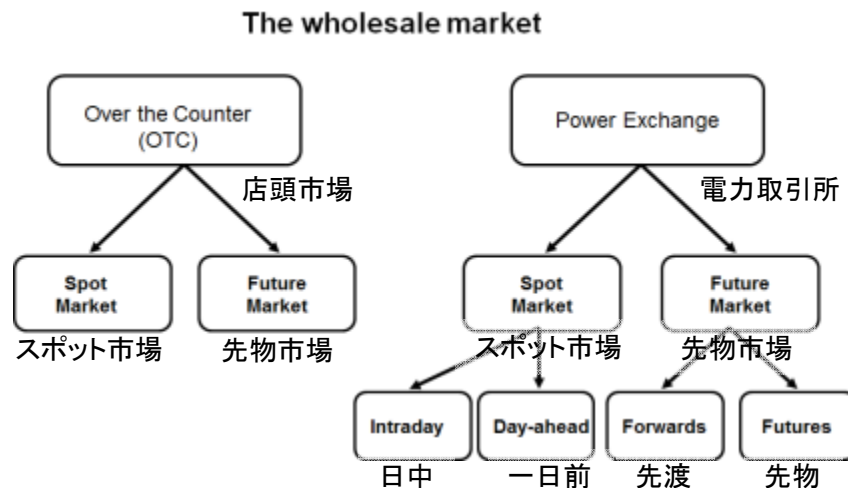 The wholesale market
Over the Counter
(OTC)
Power Exchange
店頭市場
電力取引所
Spot
Market
Future
Market
Spot
Market
Future
Market
スポット市場
先物市場
スポット市場
先物市場
Intraday
Day-ahead
Forwards
Futures
日中
一日前
先渡
先物